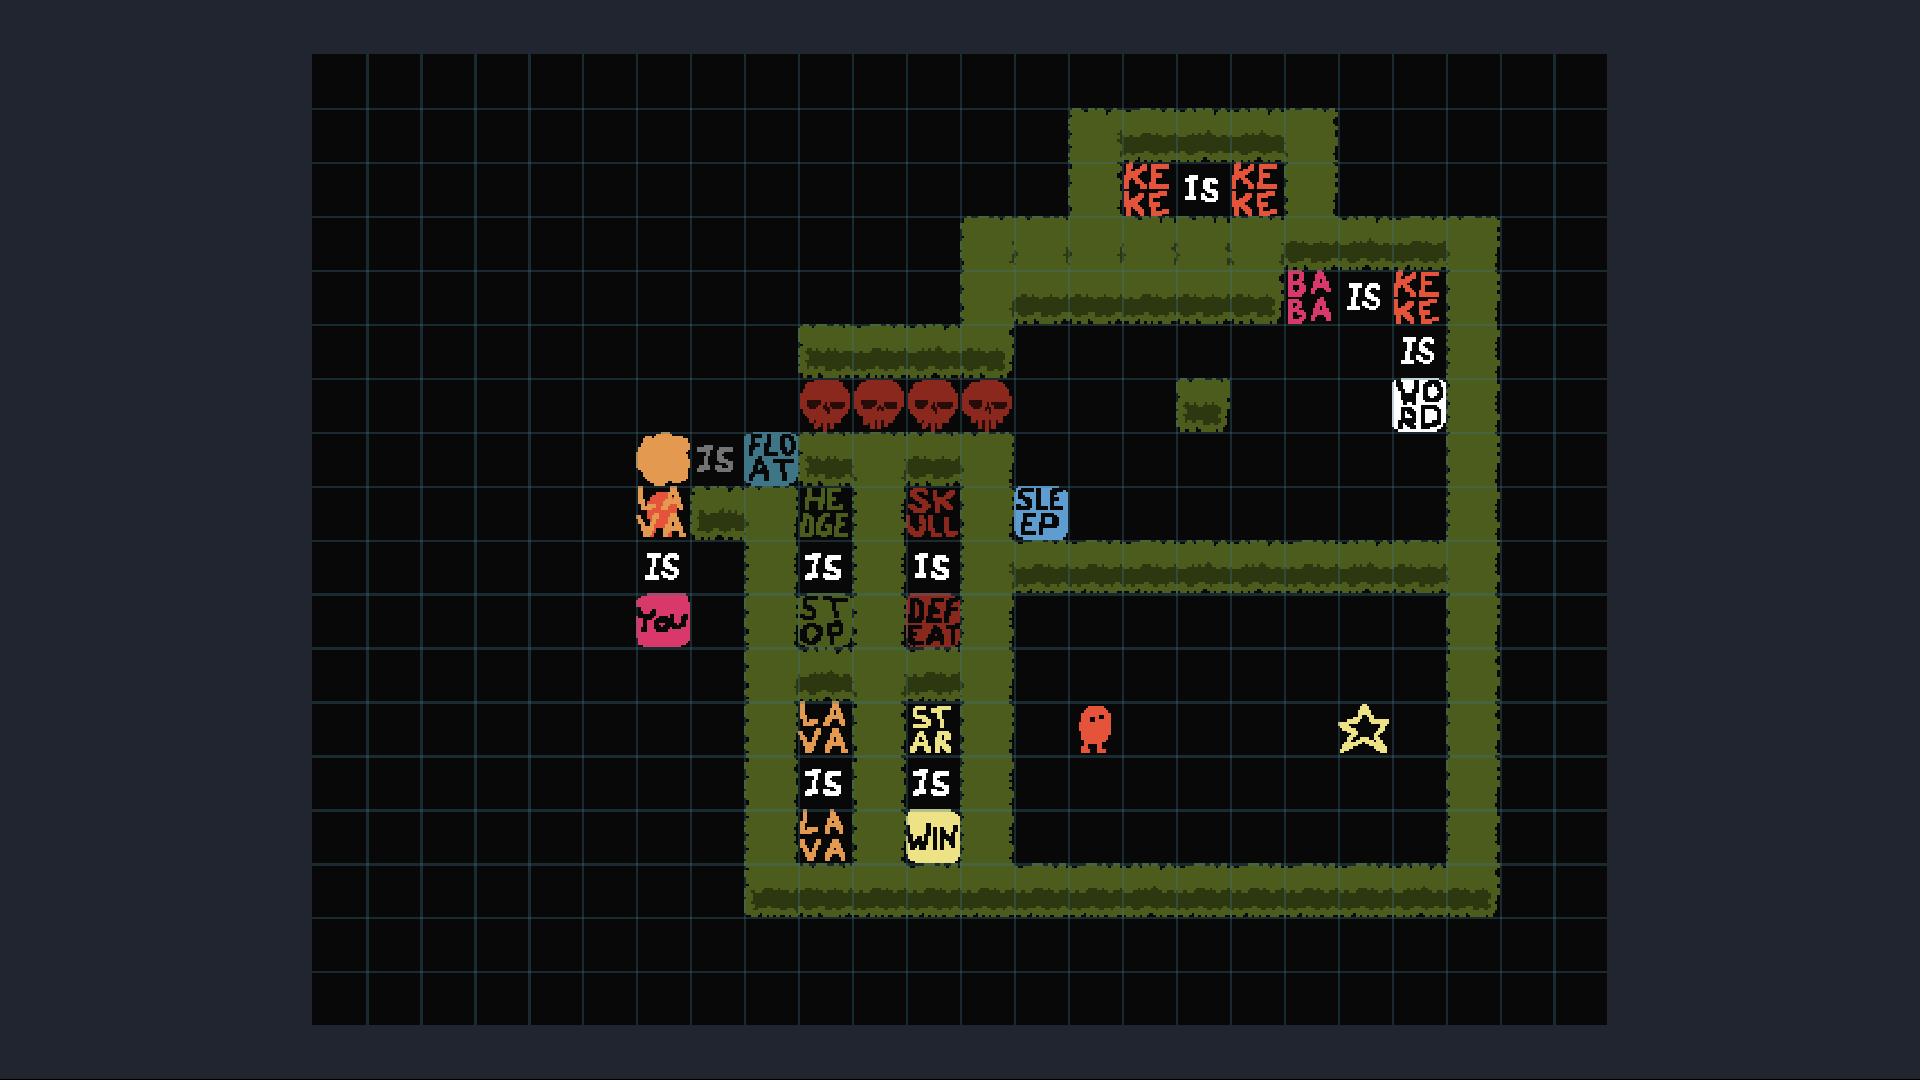 KEKE IS KEKE
BABA IS KEKE
IS
WORD
IS FLOAT
LAVA HEDGE SKULL SLEEP
IS IS IS
YOU STOP DEFEAT
LAVA STAR
IS IS
LAVA WIN